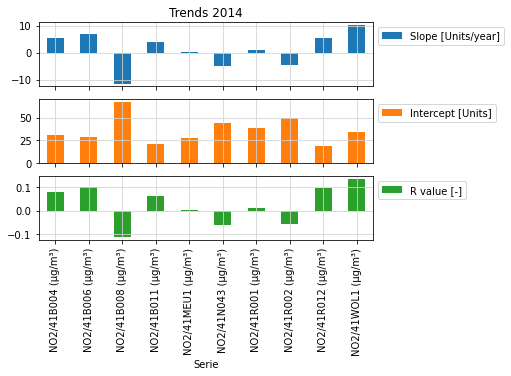 Trends 2014
10
0
−10
Slope [Units/year]
50
25
0
Intercept [Units]
0.1
0.0
−0.1
R value [-]
NO2/41B004 (µg/m³)
NO2/41B006 (µg/m³)
NO2/41B008 (µg/m³)
NO2/41B011 (µg/m³)
NO2/41MEU1 (µg/m³)
NO2/41N043 (µg/m³)
NO2/41R001 (µg/m³)
NO2/41R002 (µg/m³)
NO2/41R012 (µg/m³)
NO2/41WOL1 (µg/m³)
Serie